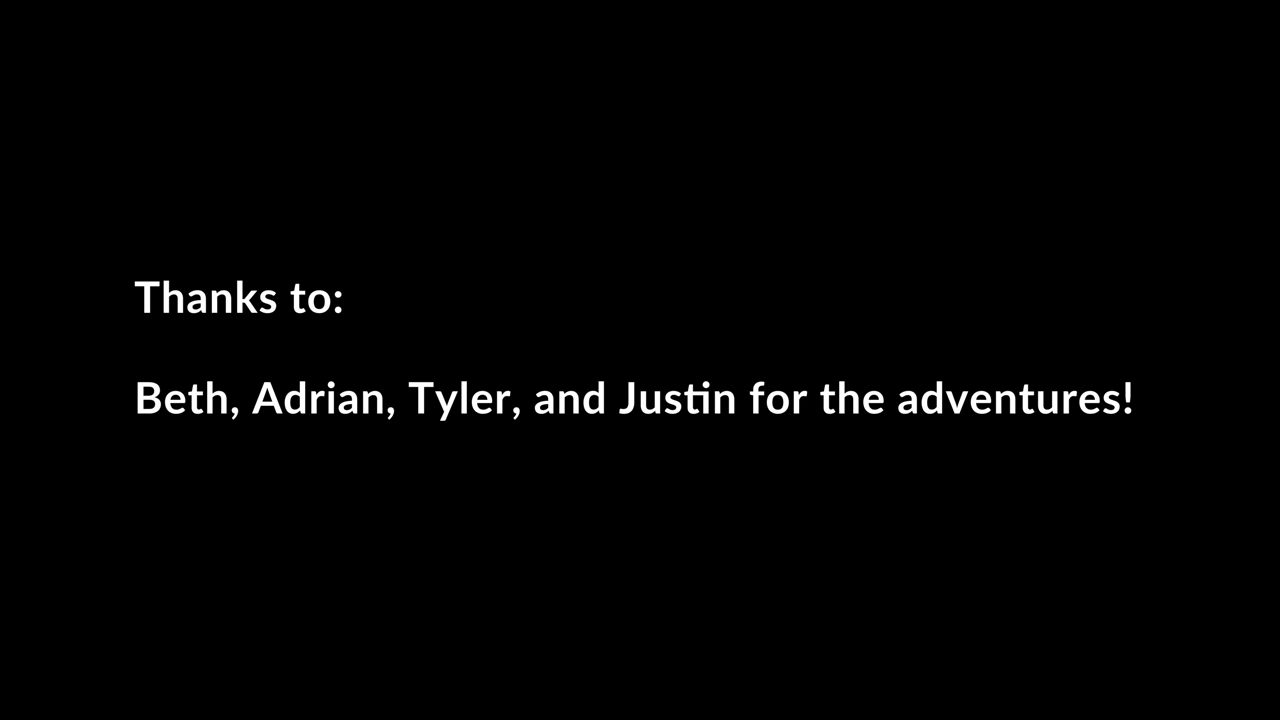 Thanks to:
Beth, Adrian, Tyler, and Justin for the adventures!